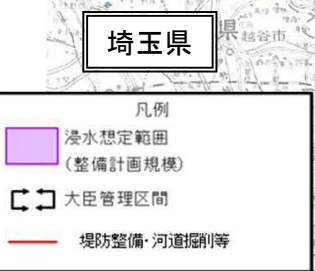 埼玉県
県
越谷市
凡例
浸水想定範囲
(整備計画規模)
大臣管理区間
堤防整備・河道掘削等